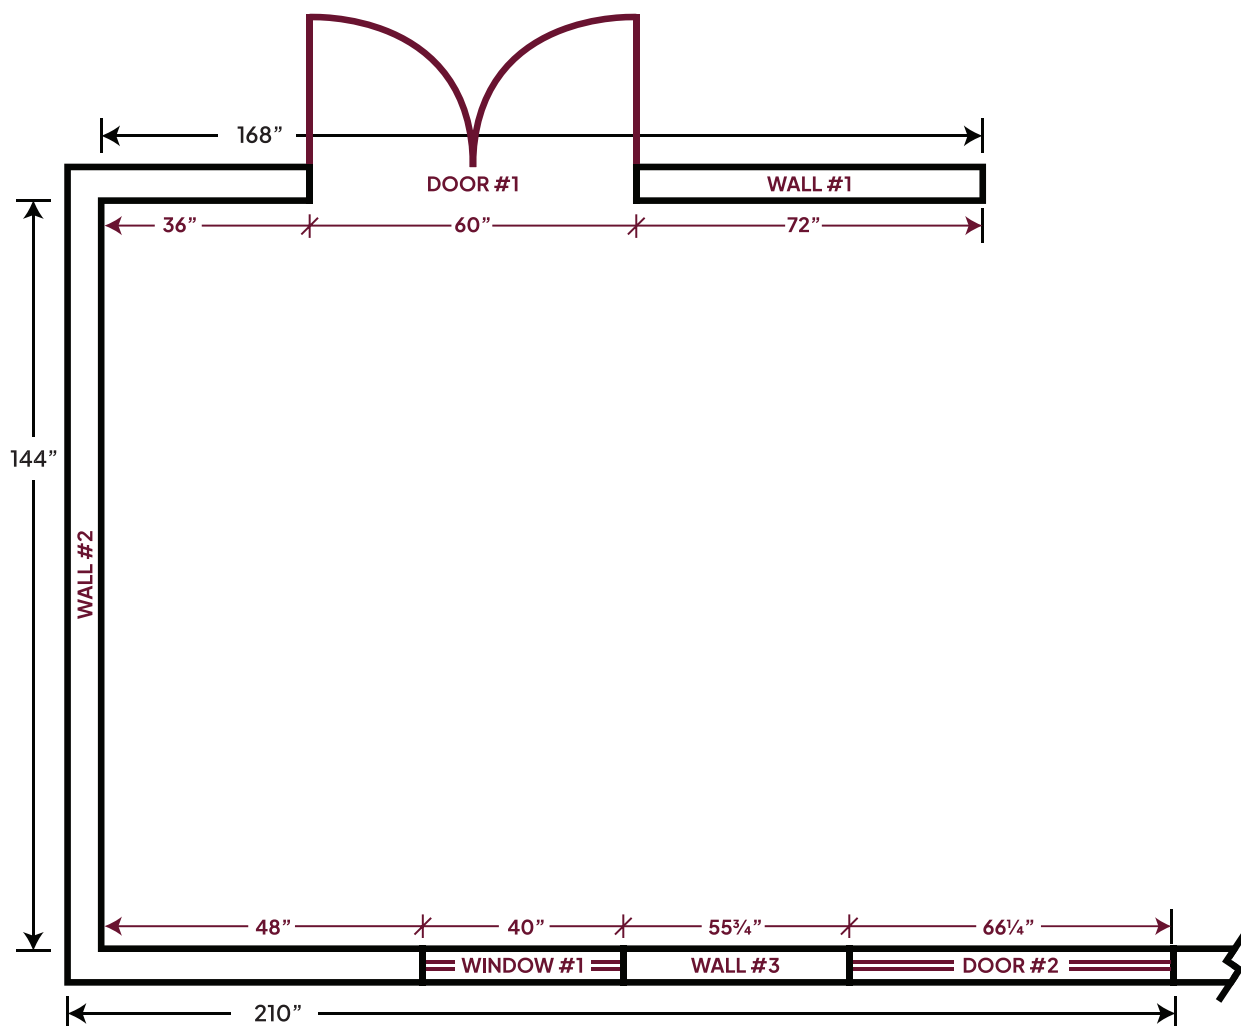 168”
DOOR #1
WALL #1
36”
60”
72”
144”
WALL #2
48”
40”
55¾”
66¼”
WINDOW #1
WALL #3
DOOR #2
210”